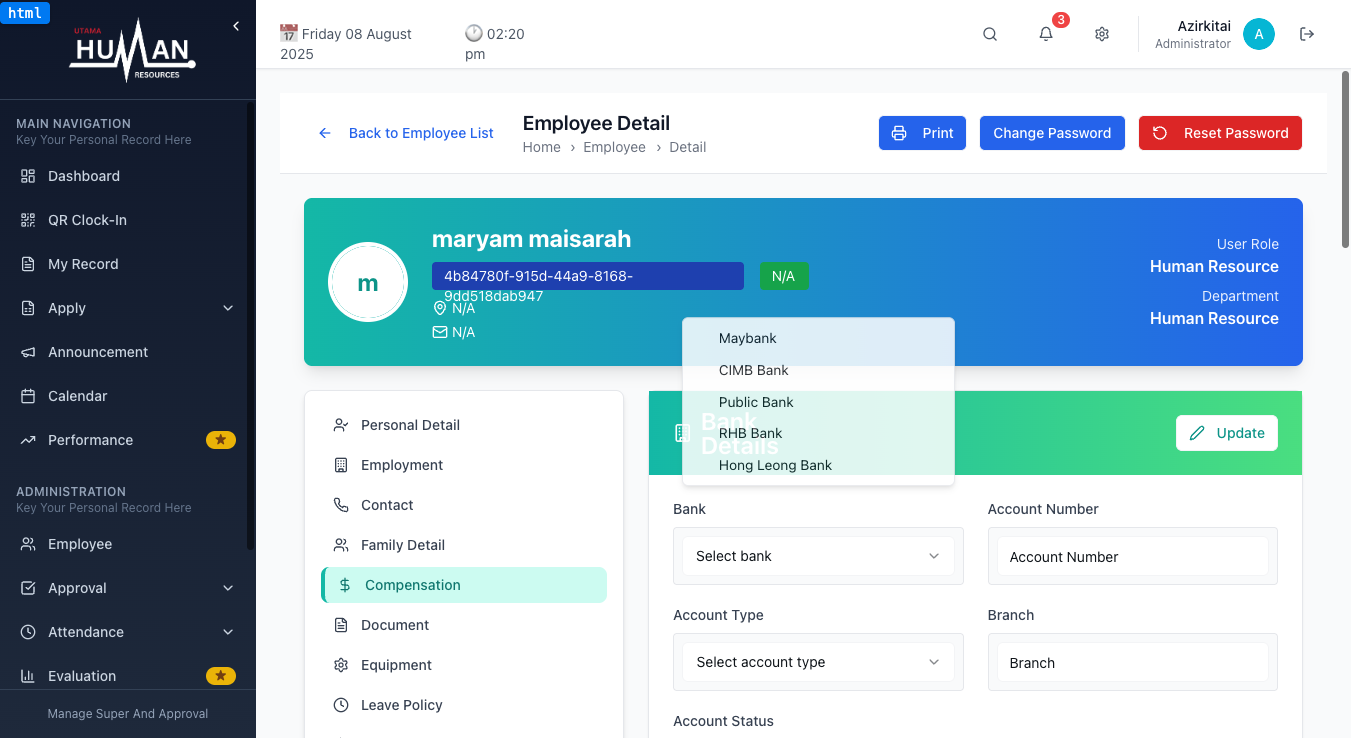 html
UTAMA
HUMAN
RESOURCES
MAIN NAVIGATION
Key Your Personal Record Here
Dashboard
QR Clock-In
My Record
Apply
Announcement
Calendar
Performance
ADMINISTRATION
Key Your Personal Record Here
Employee
Approval
Attendance
Evaluation
Manage Super And Approval
Friday 08 August
2025
02:20
pm
3
Azirkitai
Administrator
A
Back to Employee List
Employee Detail
Home › Employee › Detail
Print
Change Password
Reset Password
m
maryam maisarah
4b84780f-915d-44a9-8168-
9dd518dab947
N/A
N/A
N/A
User Role
Human Resource
Department
Human Resource
Personal Detail
Employment
Contact
Family Detail
Compensation
Document
Equipment
Leave Policy
Maybank
CIMB Bank
Public Bank
RHB Bank
Hong Leong Bank
Bank
Details
Update
Bank
Select bank
Account Number
Account Number
Account Type
Select account type
Branch
Branch
Account Status